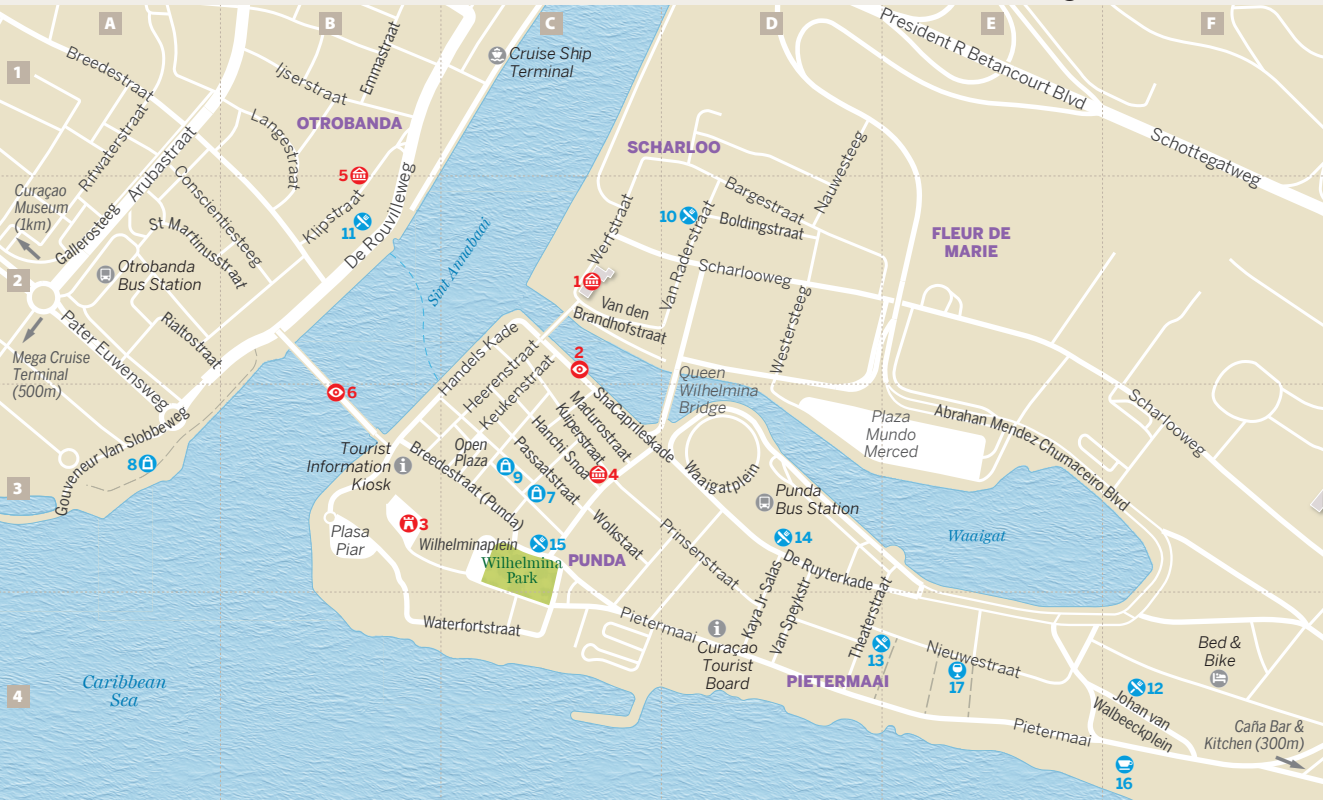 A
B
C
D
E
F
1
2
3
4
Breedestraat
Ijserstraat
Emmastraat
Rifwaterstraat
Arubastraat
Langestraat
OTROBANDA
Conscientiesteeg
5
Klipstraat
11
De Rouvilleweg
Curaçao
Museum
(1km)
Gallerosteeg
St Martinusstraat
Otrobanda
Bus Station
Pater Euwensweg
Rialtostraat
Mega Cruise
Terminal
(500m)
Gouverneur Van Slobbeweg
8
6
Cruise Ship
Terminal
Sint Annabaai
SCHARLOO
President R Betancourt Blvd
Schottegatweg
Nauwesteeg
Bargestraat
Boldingstraat
10
Werfstraat
Van Raderstraat
Scharlooweg
FLEUR DE
MARIE
1
Van den
Brandhofstraat
Westersteeg
2
Queen
Wilhelmina
Bridge
Handels Kade
Heerenstraat
Keukenstraat
ShaCaprileskade
Madurostraat
Kuiperstraat
Hanchi Snoa
Passaatstraat
4
Open
Plaza
9
7
Tourist
Information
Kiosk
Breedestraat (Punda)
3
Plasa
Piar
Wilhelminaplein
15
Wilhelmina
Park
PUNDA
Wolkstaat
Prinsenstraat
Waaigatplein
Punda
Bus Station
14
De Ruyterkade
Plaza
Mundo
Merced
Abrahan Mendez Chumaceiro Blvd
Scharlooweg
Waaigat
Waterfortstraat
Pietermaai
Curaçao
Tourist
Board
Kaya Jr Salas
Van Speykstr
Theaterstraat
13
PIETERMAAI
Nieuwestraat
17
Bed &
Bike
12
Johan van
Walbeeckplein
Pietermaai
Caña Bar &
Kitchen (300m)
16
Caribbean
Sea